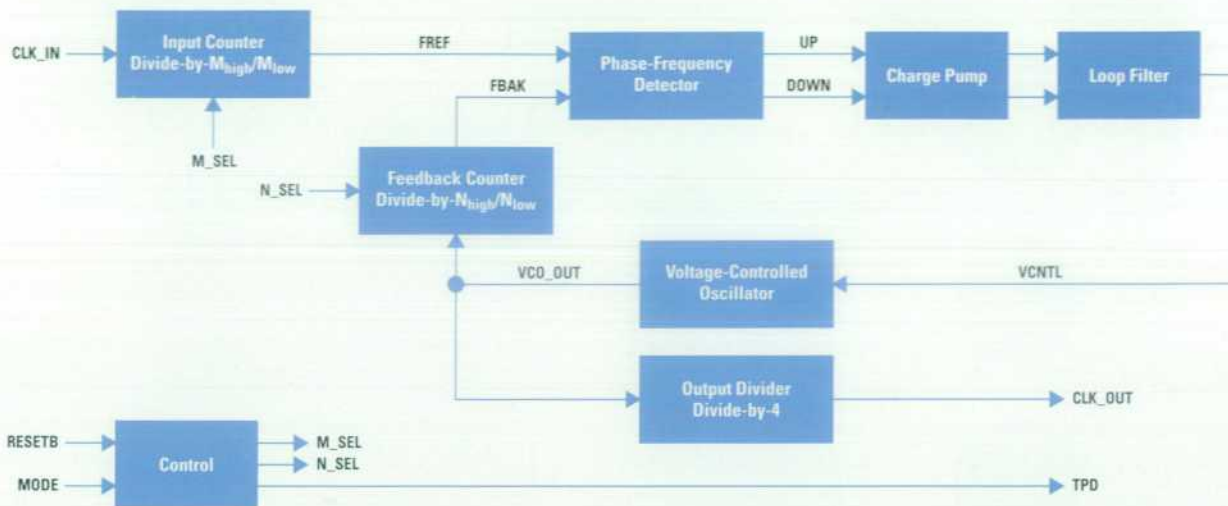 CLK_IN
Input Counter
Divide-by-Mhigh/Mlow
FREF
Phase-Frequency
Detector
UP
DOWN
Charge Pump
Loop Filter
FBAK
M_SEL
N_SEL
Feedback Counter
Divide-by-Nhigh/Nlow
VCO_OUT
Voltage-Controlled
Oscillator
VCNTL
Output Divider
Divide-by-4
CLK_OUT
RESETB
MODE
Control
M_SEL
N_SEL
TPD